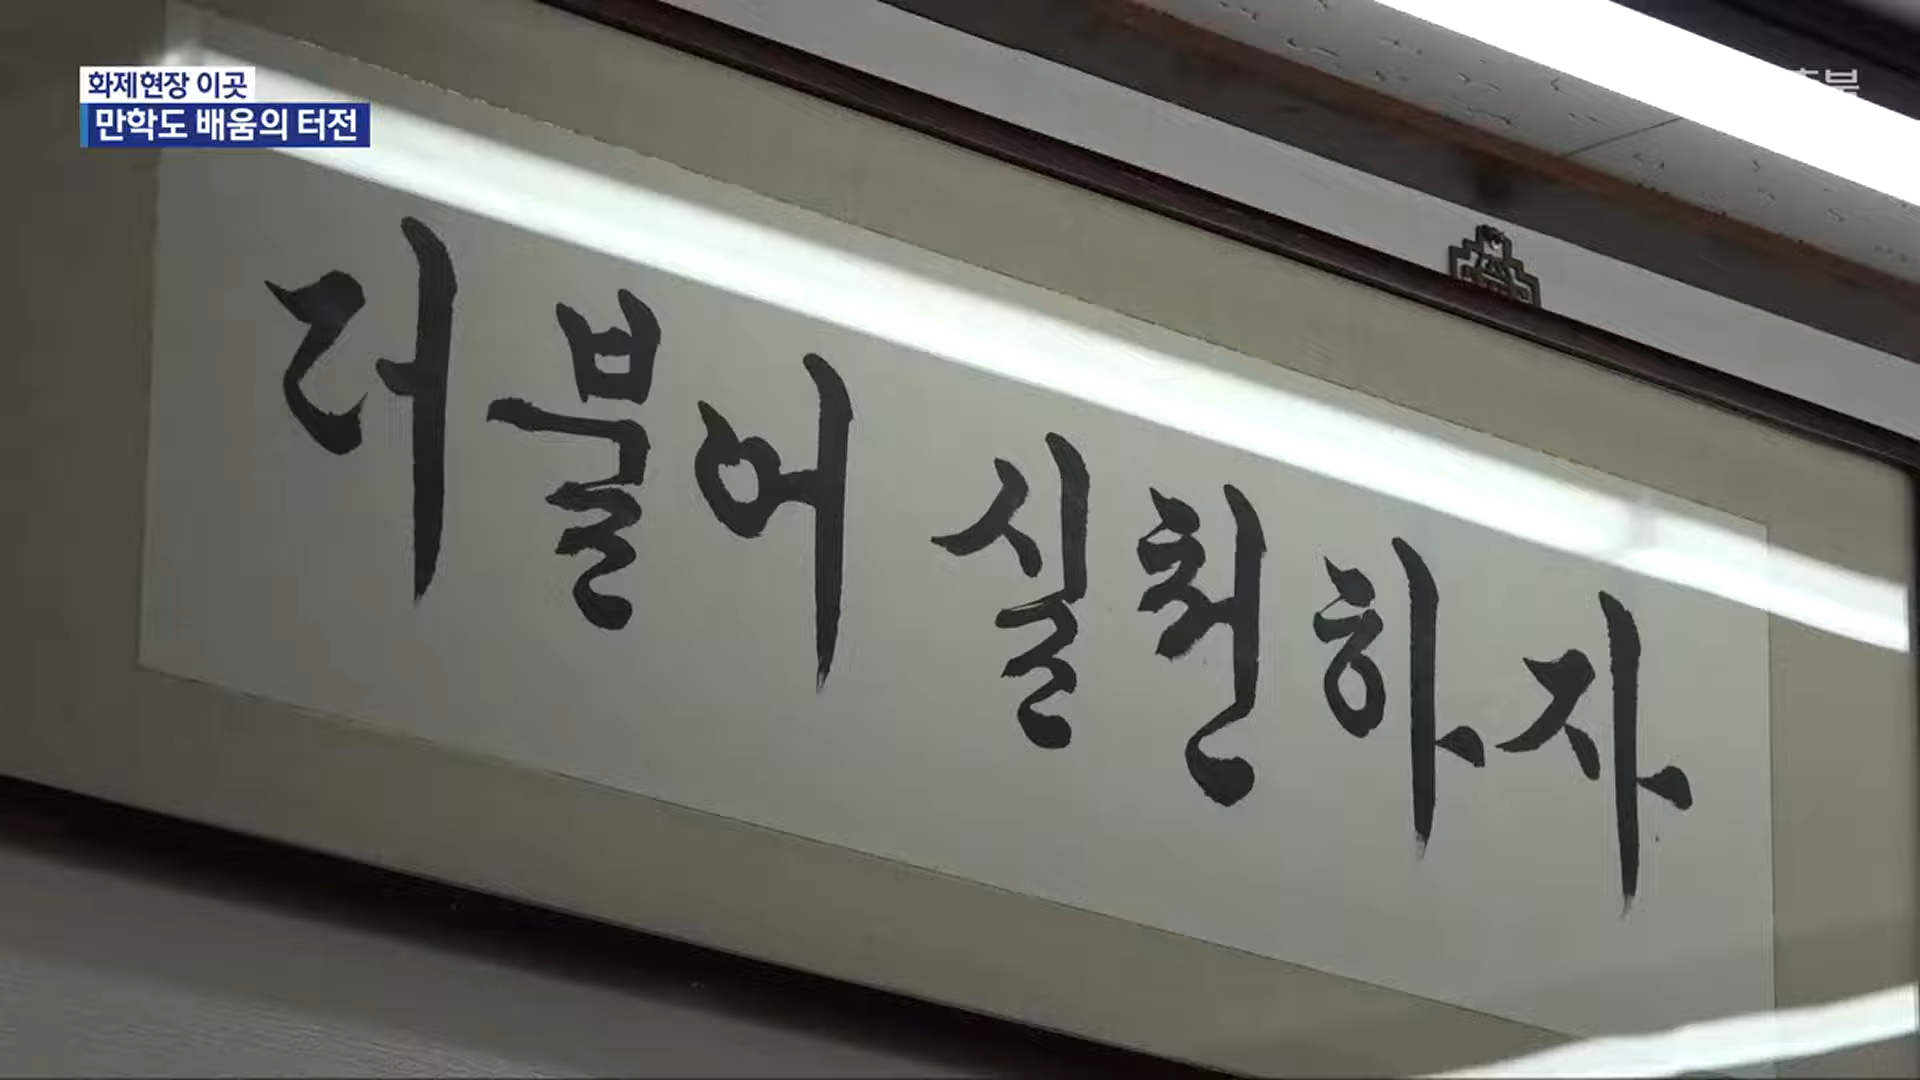 화제현장 이곳
만학도 배움의 터전
더불어 실천하자